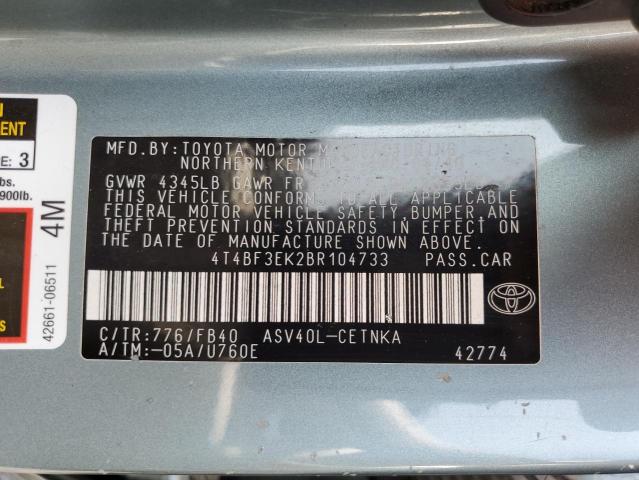 ENT
E: 3
lbs.
900lb.
4M
42661-06511
MFD.BY: TOYOTA MOTOR
NORTHERN
GVWR 4345LB GAWR FR
THIS VEHICLE CONFORMS TO ALL APPLICABLE
FEDERAL MOTOR VEHICLE SAFETY,BUMPER,AND
THEFT PREVENTION STANDARDS IN EFFECT ON
THE DATE OF MANUFACTURE SHOWN ABOVE.
4T4BF3EK2BR104733 PASS.CAR
C/TR:776/FB40 ASV40L-CETNKA
A/TM:-05A/U760E 42774